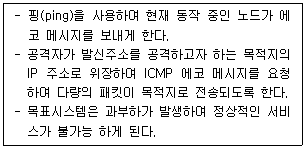 - 핑(ping)을 사용하여 현재 동작 중인 노드가 에
코 메시지를 보내게 한다.
- 공격자가 발신주소를 공격하고자 하는 목적지의
IP 주소로 위장하여 ICMP 에코 메시지를 요청
하여 다량의 패킷이 목적지로 전송되도록 한다.
- 목표시스템은 과부하가 발생하여 정상적인 서비
스가 불가능 하게 된다.